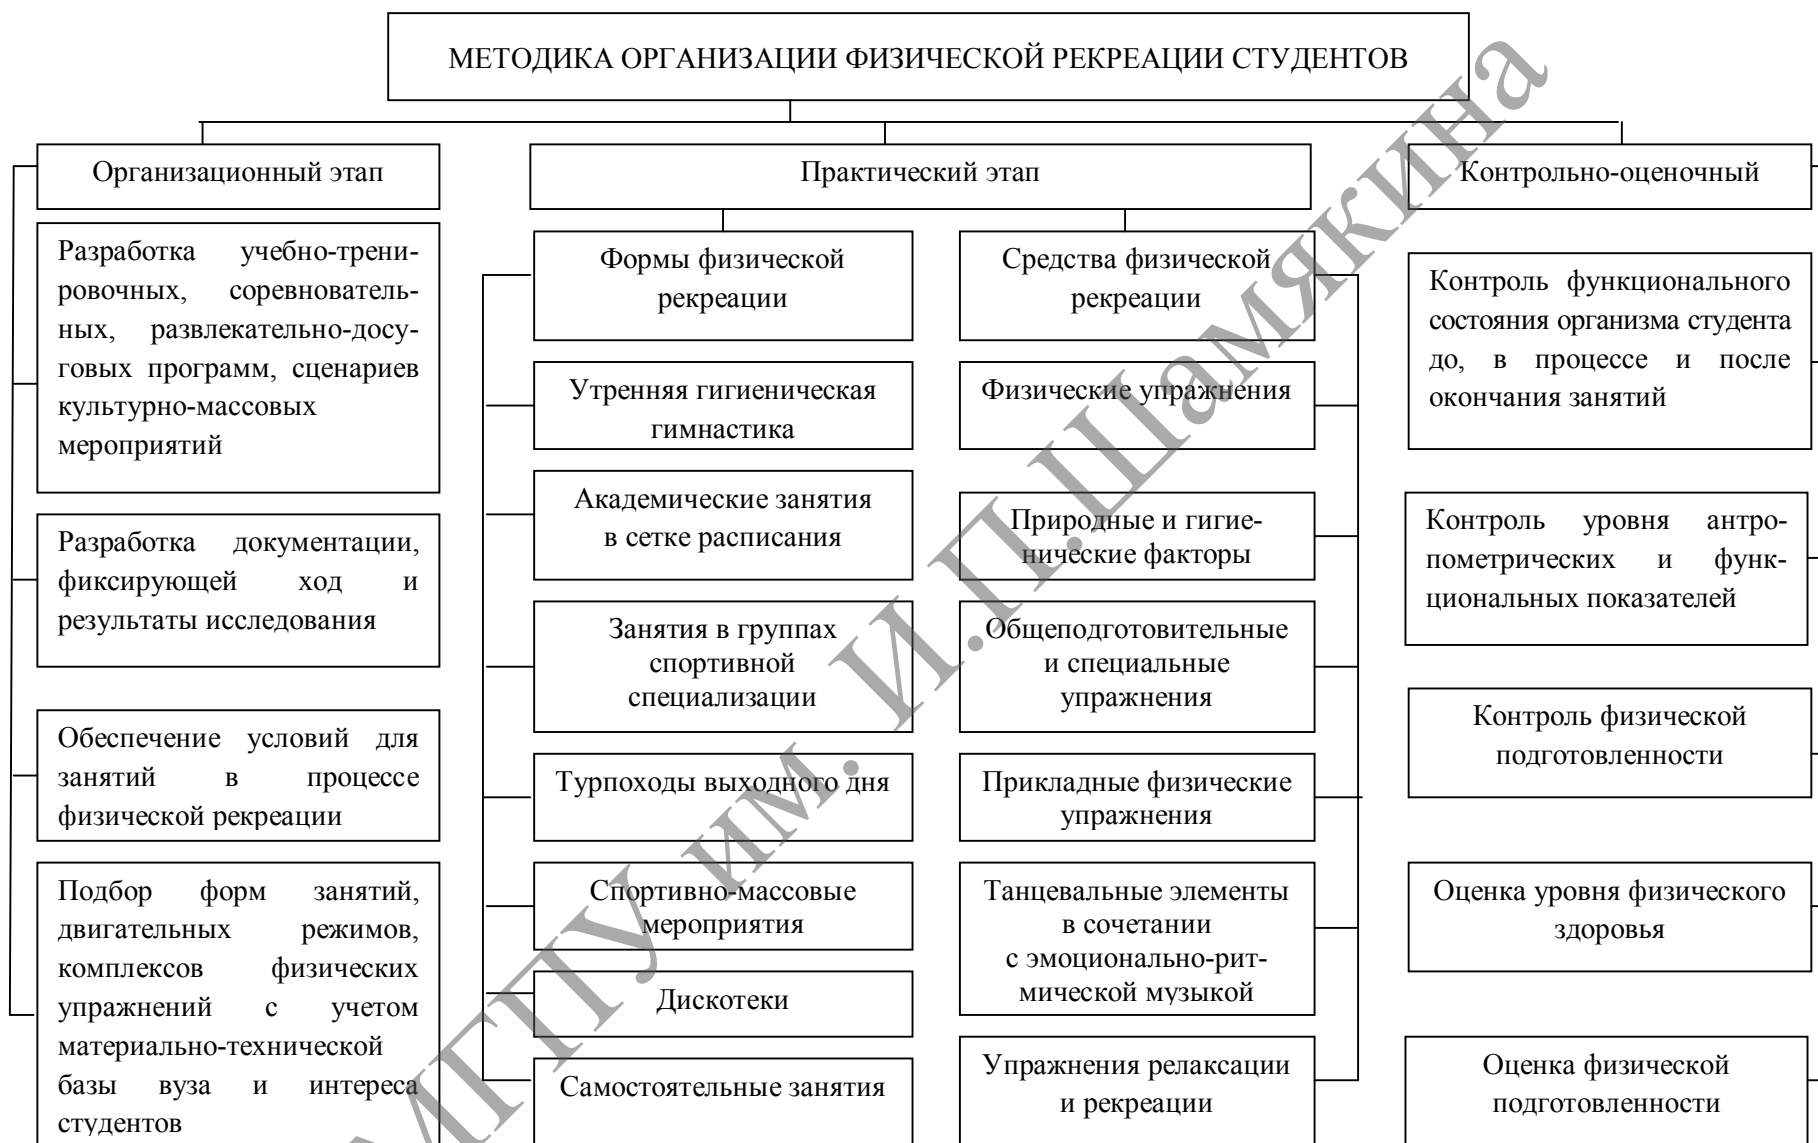 МЕТОДИКА ОРГАНИЗАЦИИ ФИЗИЧЕСКОЙ РЕКРЕАЦИИ СТУДЕНТОВ
Организационный этап
Разработка учебно-трени-
ровочных, соревнователь-
ных, развлекательно-досу-
говых программ, сценариев
культурно-массовых
мероприятий
Разработка документации,
фиксирующей ход и
результаты исследования
Обеспечение условий для
занятий в процессе
физической рекреации
Подбор форм занятий,
двигательных режимов,
комплексов физических
упражнений с учетом
материально-технической
базы вуза и интереса
студентов
Практический этап
Формы физической
рекреации
Утренняя гигиеническая
гимнастика
Академические занятия
в сетке расписания
Занятия в группах
спортивной
специализации
Турпоходы выходного дня
Спортивно-массовые
мероприятия
Дискотеки
Самостоятельные занятия
Средства физической
рекреации
Физические упражнения
Природные и гигие-
нические факторы
Общеподготовительные
и специальные
упражнения
Прикладные физические
упражнения
Танцевальные элементы
в сочетании
с эмоционально-рит-
мической музыкой
Упражнения релаксации
и рекреации
Контрольно-оценочный
Контроль функционального
состояния организма студента
до, в процессе и после
окончания занятий
Контроль уровня антро-
пометрических и функ-
циональных показателей
Контроль физической
подготовленности
Оценка уровня физического
здоровья
Оценка физической
подготовленности
МГПУ им. И.П.Шамякина